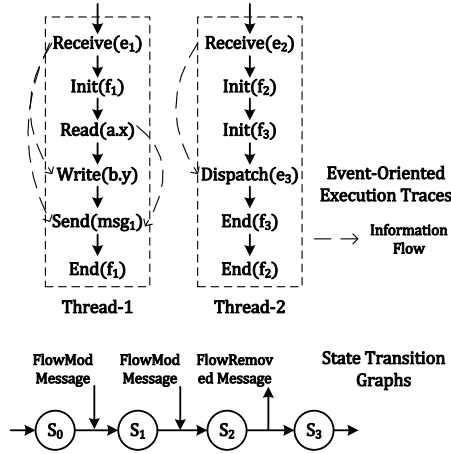 Receive(e₁)
Init(f₁)
Read(a.x)
Write(b.y)
Send(msg₁)
End(f₁)
Thread-1
Receive(e₂)
Init(f₂)
Init(f₃)
Dispatch(e₃)
End(f₃)
End(f₂)
Thread-2
Event-Oriented
Execution Traces
Information
Flow
FlowMod
Message
FlowMod
Message
FlowRemov
ed Message
State Transition
Graphs
S₀
S₁
S₂
S₃